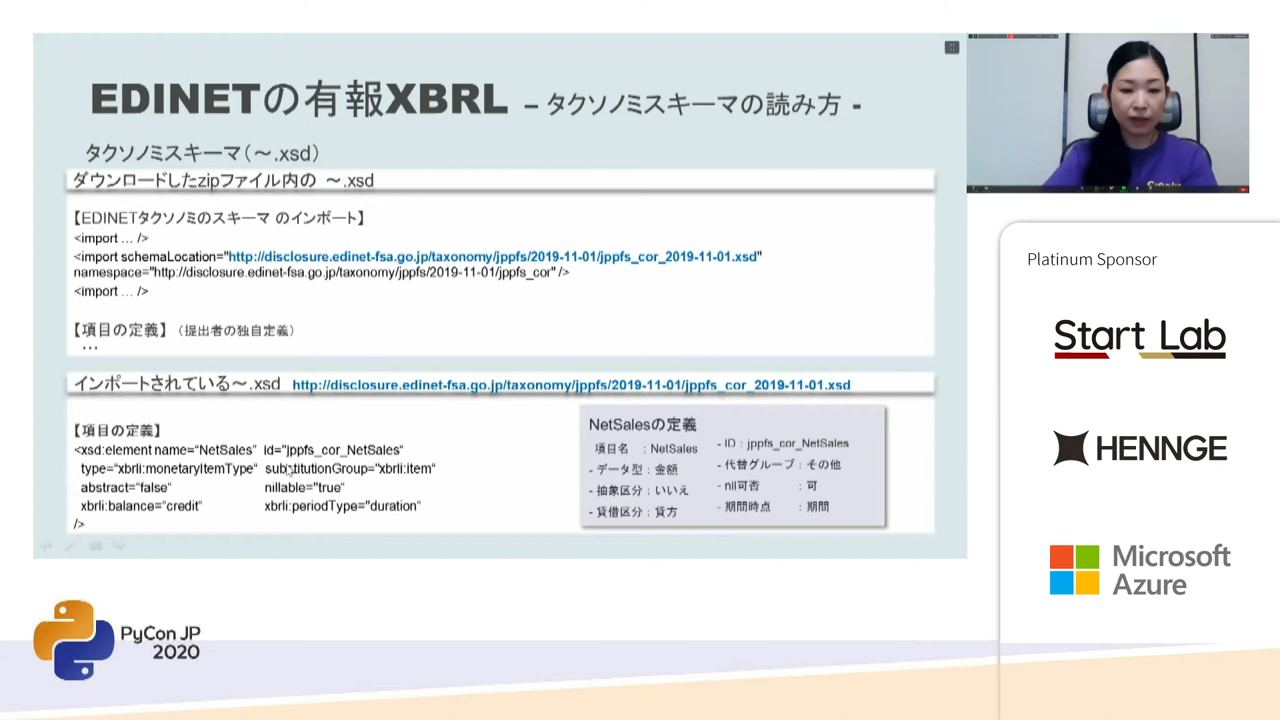 EDINETの有報XBRL – タクソノミスキーマの読み方 -
タクソノミスキーマ（～.xsd）
ダウンロードしたzipファイル内の ～.xsd
【EDINETタクソノミのスキーマ のインポート】
<import … />
<import schemaLocation="http://disclosure.edinet-fsa.go.jp/taxonomy/jppfs/2019-11-01/jppfs_cor_2019-11-01.xsd"
namespace="http://disclosure.edinet-fsa.go.jp/taxonomy/jppfs/2019-11-01/jppfs_cor" />
<import … />
【項目の定義】（提出者の独自定義）
…
インポートされている～.xsd http://disclosure.edinet-fsa.go.jp/taxonomy/jppfs/2019-11-01/jppfs_cor_2019-11-01.xsd
【項目の定義】
<xsd:element name=“NetSales” id="jppfs_cor_NetSales“
type=“xbrli:monetaryItemType“ substitutionGroup="xbrli:item“
abstract=“false“ nillable="true“
xbrli:balance=“credit” xbrli:periodType="duration“
/>
NetSalesの定義
項目名 ：NetSales
- データ型：金額
- 抽象区分：いいえ
- 貸借区分：貸方
- ID：jppfs_cor_NetSales
- 代替グループ：その他
- nil可否 ：可
- 期間時点 ：期間
Platinum Sponsor
Start Lab
HENNGE
Microsoft
Azure
PyCon JP
2020